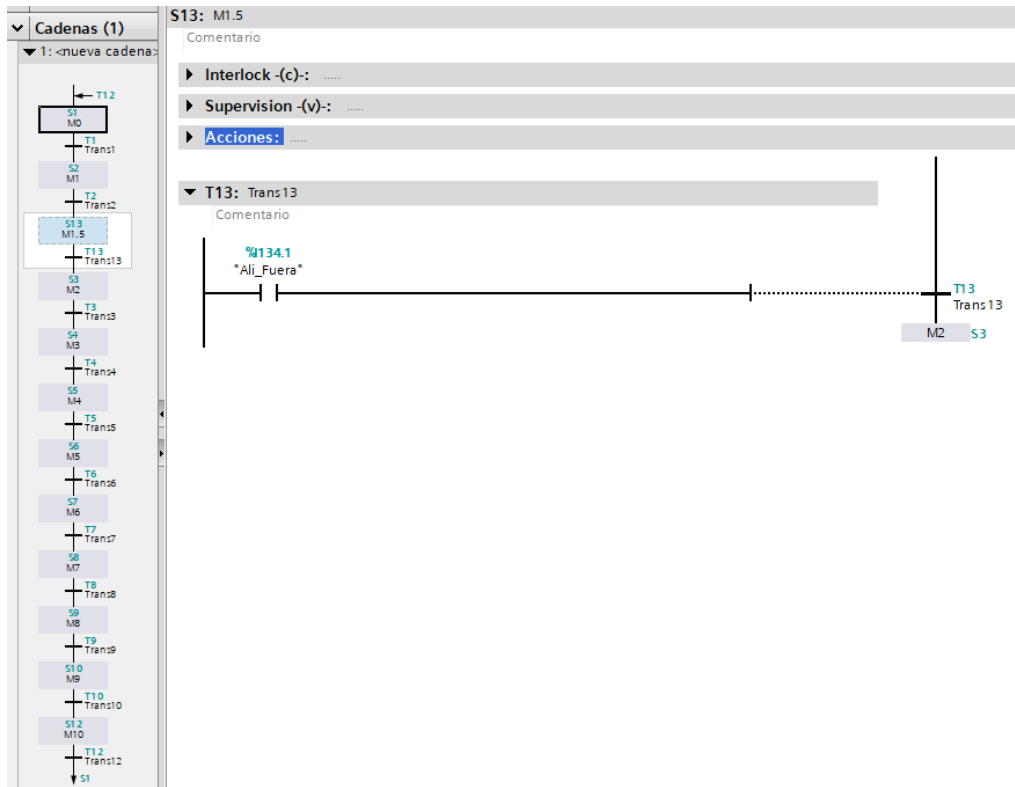 Cadenas (1)
1: <nueva cadena>
T12
S1
M0
T1
Trans1
S2
M1
T2
Trans2
S13
M1.5
T13
Trans13
S3
M2
T3
Trans3
S4
M3
T4
Trans4
S5
M4
T5
Trans5
S6
M5
T6
Trans6
S7
M6
T7
Trans7
S8
M7
T8
Trans8
S9
M8
T9
Trans9
S10
M9
T10
Trans10
S12
M10
T12
Trans12
S1
S13: M1.5
Comentario
Interlock -(c)-: .....
Supervision -(v)-: .....
Acciones: .....
T13: Trans13
Comentario
%I134.1
"Ali_Fuera"
T13
Trans13
M2 S3